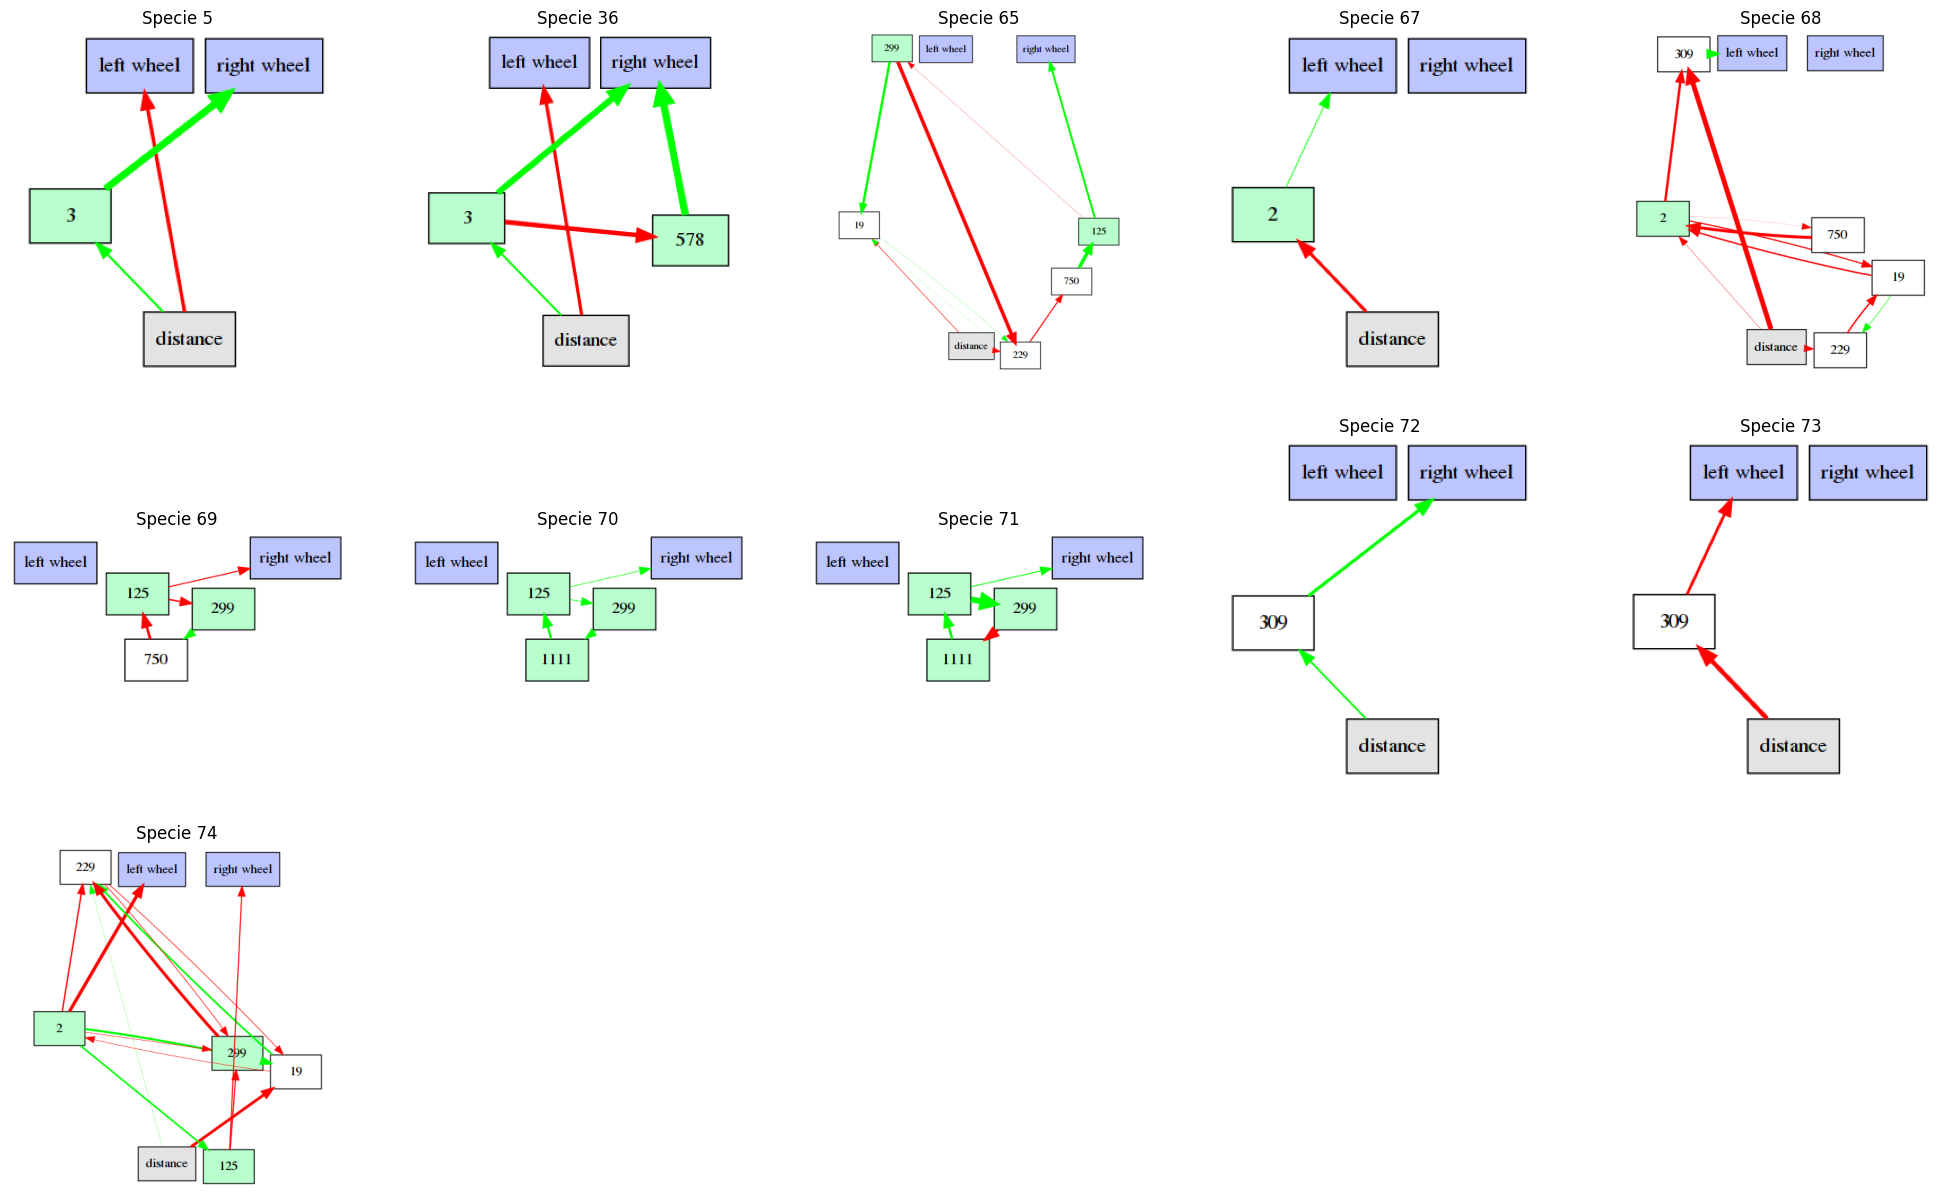 Specie 5
left wheel
right wheel
3
distance
Specie 36
left wheel
right wheel
3
578
distance
Specie 65
299
left wheel
right wheel
19
125
750
distance
229
Specie 67
left wheel
right wheel
2
distance
Specie 68
309
left wheel
right wheel
2
750
19
distance
229
Specie 69
left wheel
right wheel
125
299
750
Specie 70
left wheel
right wheel
125
299
1111
Specie 71
left wheel
right wheel
125
299
1111
Specie 72
left wheel
right wheel
309
distance
Specie 73
left wheel
right wheel
309
distance
Specie 74
229
left wheel
right wheel
2
299
19
distance
125